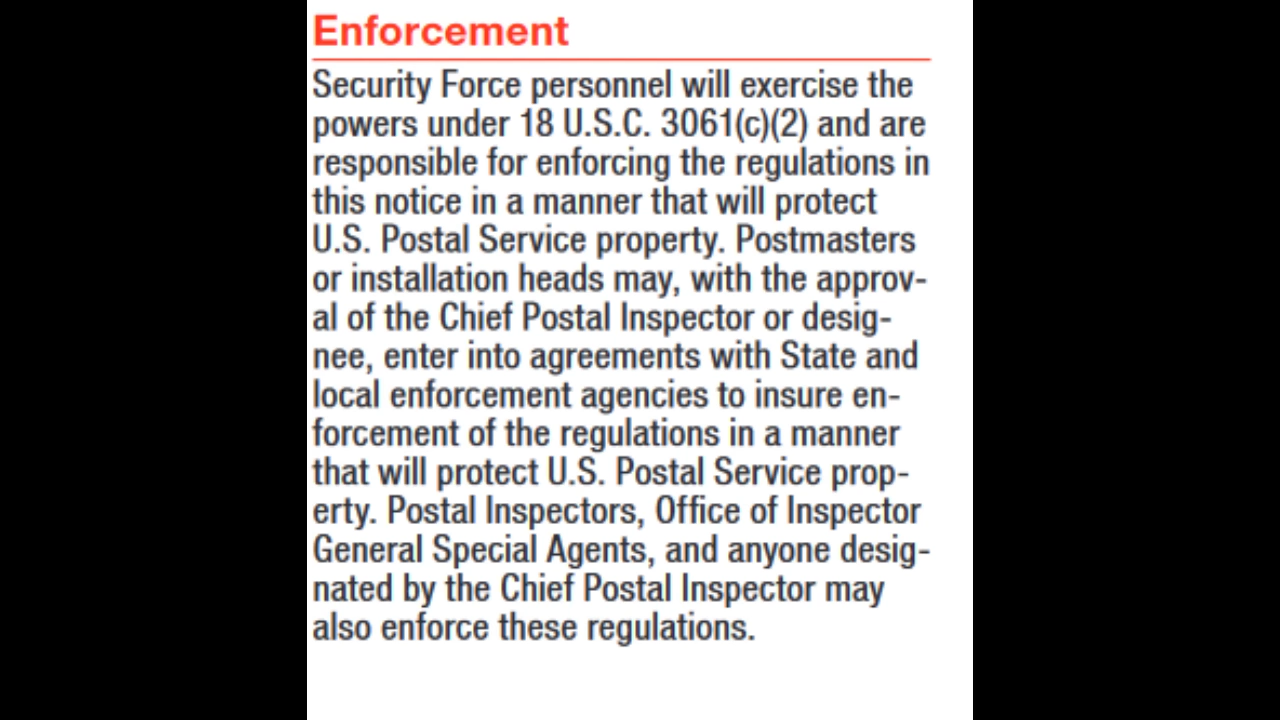 Enforcement
Security Force personnel will exercise the
powers under 18 U.S.C. 3061(c)(2) and are
responsible for enforcing the regulations in
this notice in a manner that will protect
U.S. Postal Service property. Postmasters
or installation heads may, with the approv-
al of the Chief Postal Inspector or desig-
nee, enter into agreements with State and
local enforcement agencies to insure en-
forcement of the regulations in a manner
that will protect U.S. Postal Service prop-
erty. Postal Inspectors, Office of Inspector
General Special Agents, and anyone desig-
nated by the Chief Postal Inspector may
also enforce these regulations.